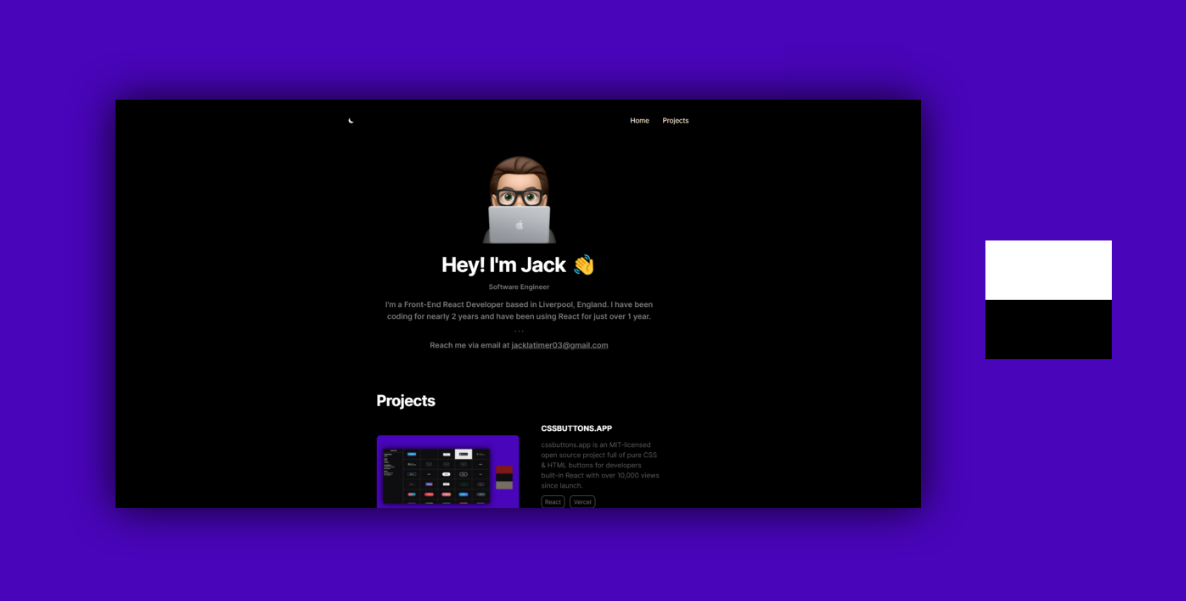 Home Projects
Hey! I'm Jack 👋
Software Engineer
I'm a Front-End React Developer based in Liverpool, England. I have been
coding for nearly 2 years and have been using React for just over 1 year.
...
Reach me via email at jacklatimer03@gmail.com
Projects
CSSBUTTONS.APP
cssbuttons.app is an MIT-licensed
open source project full of pure CSS
& HTML buttons for developers
built-in React with over 10,000 views
since launch.
React Vercel